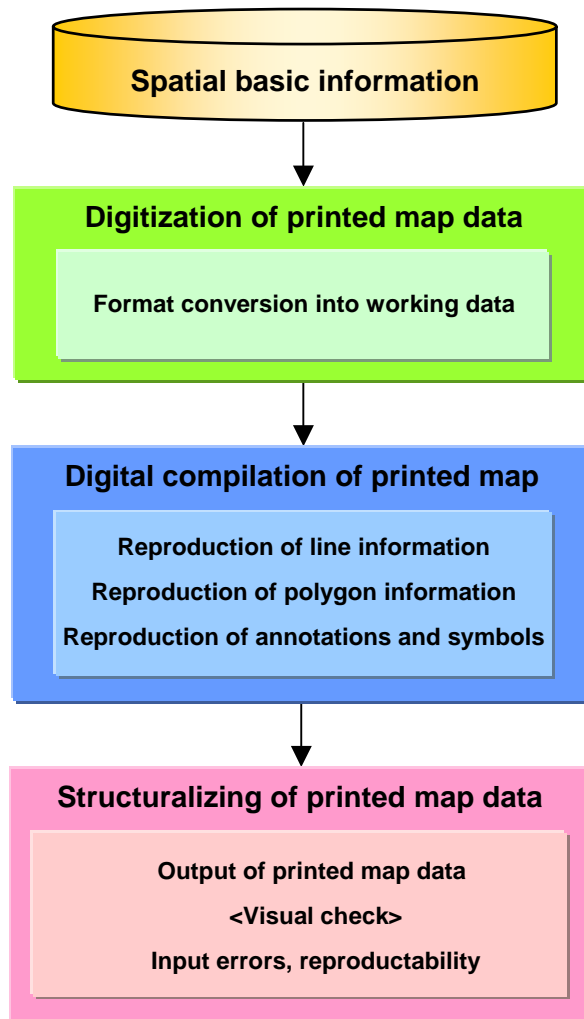 Spatial basic information
Digitization of printed map data
Format conversion into working data
Digital compilation of printed map
Reproduction of line information
Reproduction of polygon information
Reproduction of annotations and symbols
Structuralizing of printed map data
Output of printed map data
<Visual check>
Input errors, reproductability